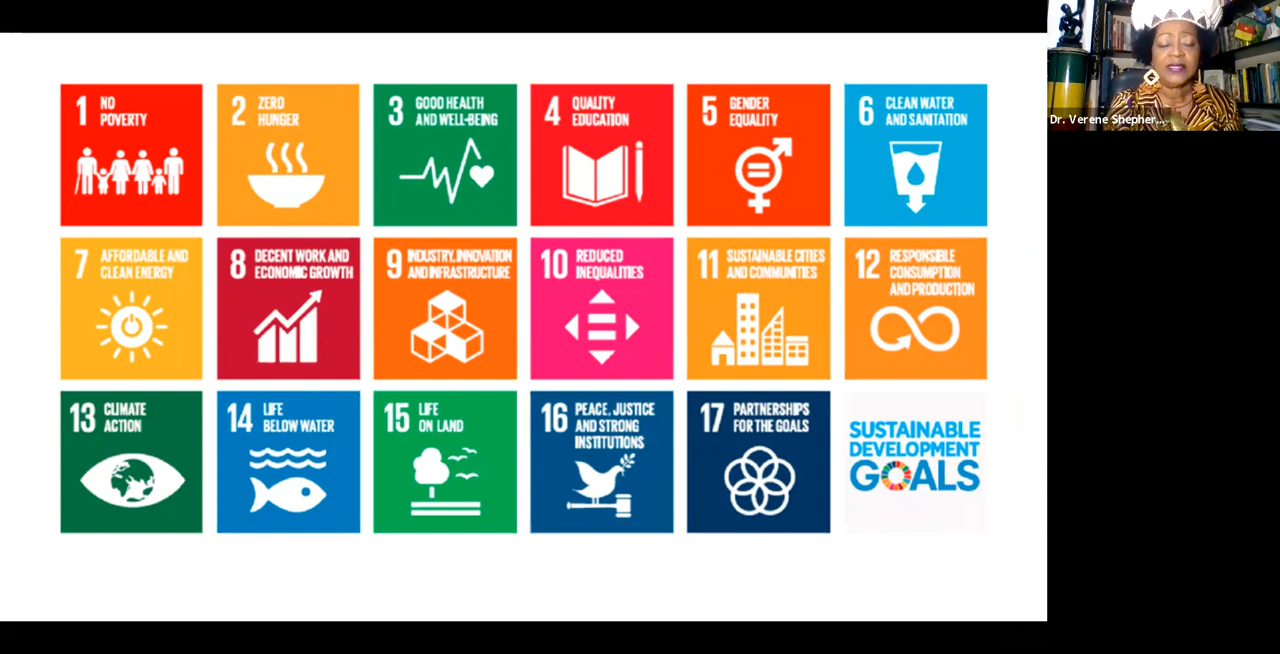 1 NO
POVERTY
2 ZERO
HUNGER
3 GOOD HEALTH
AND WELL-BEING
4 QUALITY
EDUCATION
5 GENDER
EQUALITY
6 CLEAN WATER
AND SANITATION
7 AFFORDABLE AND
CLEAN ENERGY
8 DECENT WORK AND
ECONOMIC GROWTH
9 INDUSTRY, INNOVATION
AND INFRASTRUCTURE
10 REDUCED
INEQUALITIES
11 SUSTAINABLE CITIES
AND COMMUNITIES
12 RESPONSIBLE
CONSUMPTION
AND PRODUCTION
13 CLIMATE
ACTION
14 LIFE
BELOW WATER
15 LIFE
ON LAND
16 PEACE, JUSTICE
AND STRONG
INSTITUTIONS
17 PARTNERSHIPS
FOR THE GOALS
SUSTAINABLE
DEVELOPMENT
GOALS
Dr. Verene Shepher...